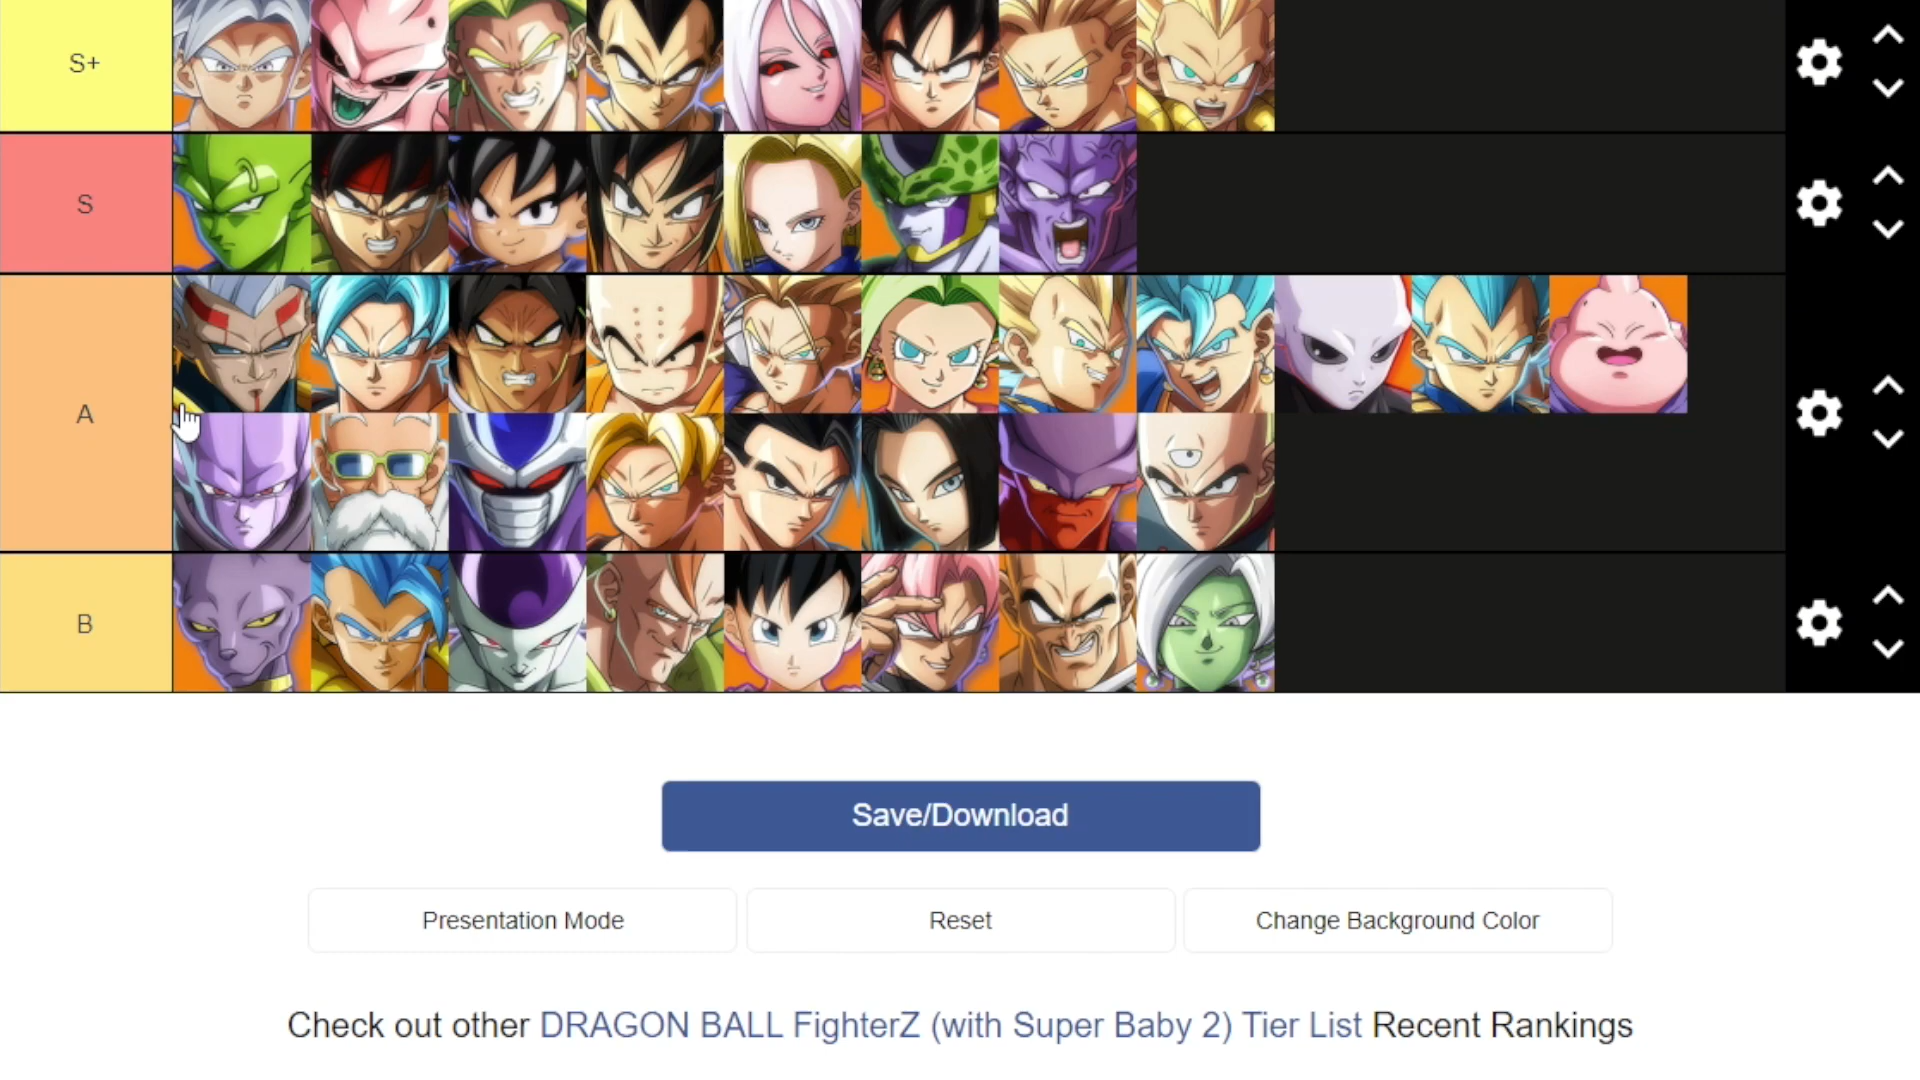 S+
S
A
B
Save/Download
Presentation Mode
Reset
Change Background Color
Check out other DRAGON BALL FighterZ (with Super Baby 2) Tier List Recent Rankings